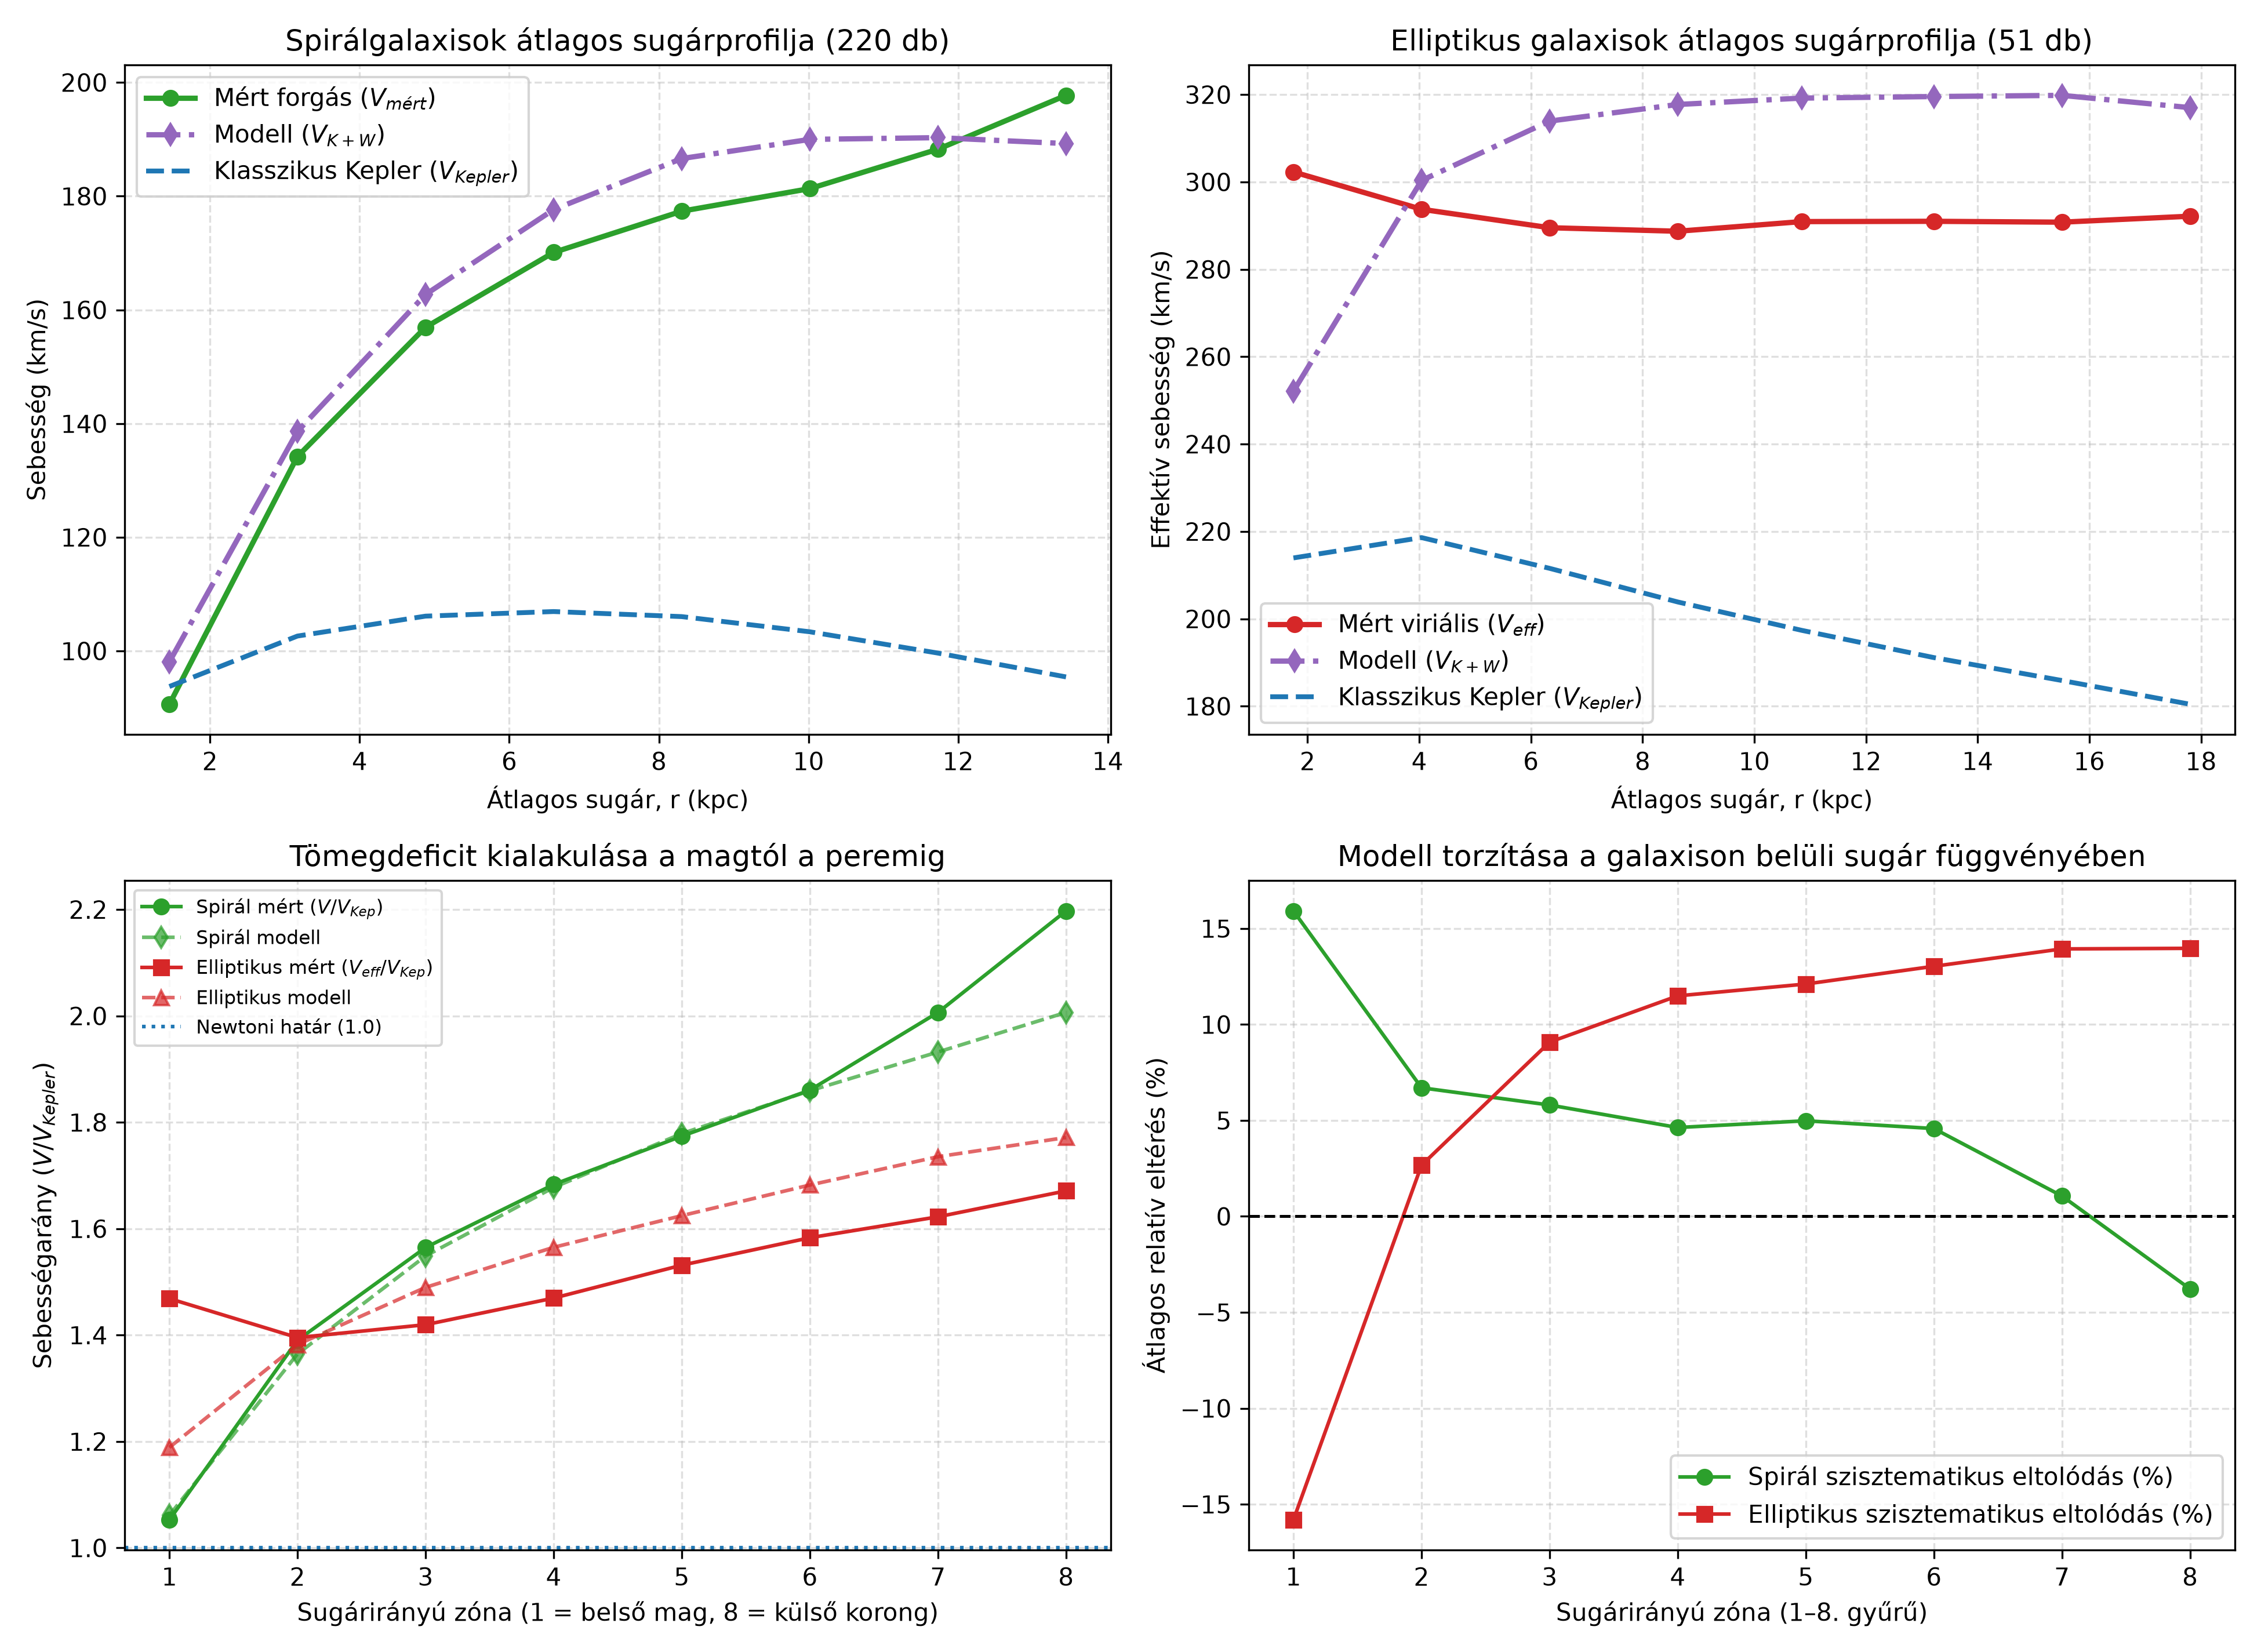 Spirálgalaxisok átlagos sugárprofilja (220 db)
200
180
160
140
120
100
Sebesség (km/s)
Mért forgás (V_mért)
Modell (V_K+W)
Klasszikus Kepler (V_Kepler)
2 4 6 8 10 12 14
Átlagos sugár, r (kpc)
Elliptikus galaxisok átlagos sugárprofilja (51 db)
320
300
280
260
240
220
200
180
Effektív sebesség (km/s)
Mért viriális (V_eff)
Modell (V_K+W)
Klasszikus Kepler (V_Kepler)
2 4 6 8 10 12 14 16 18
Átlagos sugár, r (kpc)
Tömegdeficit kialakulása a magtól a peremig
2.2
2.0
1.8
1.6
1.4
1.2
1.0
Sebességarány (V/V_Kepler)
Spirál mért (V/V_Kep)
Spirál modell
Elliptikus mért (V_eff/V_Kep)
Elliptikus modell
Newtoni határ (1.0)
1 2 3 4 5 6 7 8
Sugárirányú zóna (1 = belső mag, 8 = külső korong)
Modell torzítása a galaxison belüli sugár függvényében
15
10
5
0
−5
−10
−15
Átlagos relatív eltérés (%)
Spirál szisztematikus eltolódás (%)
Elliptikus szisztematikus eltolódás (%)
1 2 3 4 5 6 7 8
Sugárirányú zóna (1–8. gyűrű)